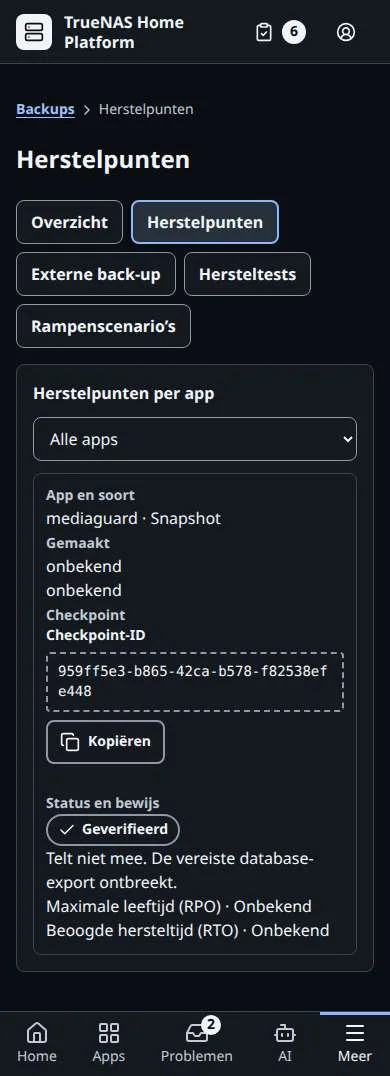 TrueNAS Home
Platform
6
Backups > Herstelpunten
Herstelpunten
Overzicht
Herstelpunten
Externe back-up
Hersteltests
Rampenscenario’s
Herstelpunten per app
Alle apps
App en soort
mediaguard · Snapshot
Gemaakt
onbekend
onbekend
Checkpoint
Checkpoint-ID
959ff5e3-b865-42ca-b578-f82538ef
e448
Kopiëren
Status en bewijs
Geverifieerd
Telt niet mee. De vereiste database-
export ontbreekt.
Maximale leeftijd (RPO) · Onbekend
Beoogde hersteltijd (RTO) · Onbekend
2
Home
Apps
Problemen
AI
Meer